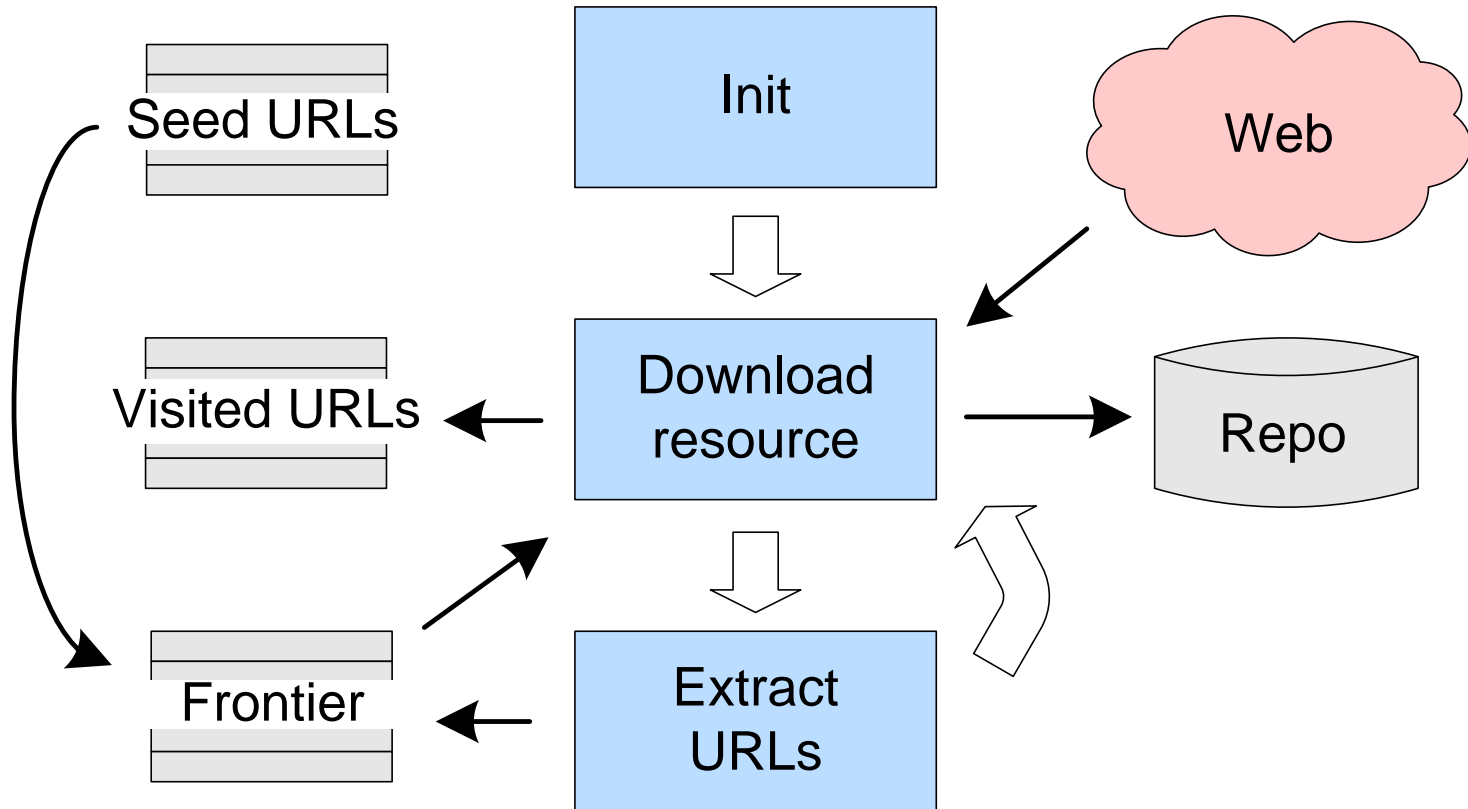 Seed URLs
Init
Web
Visited URLs
Download
resource
Repo
Frontier
Extract
URLs